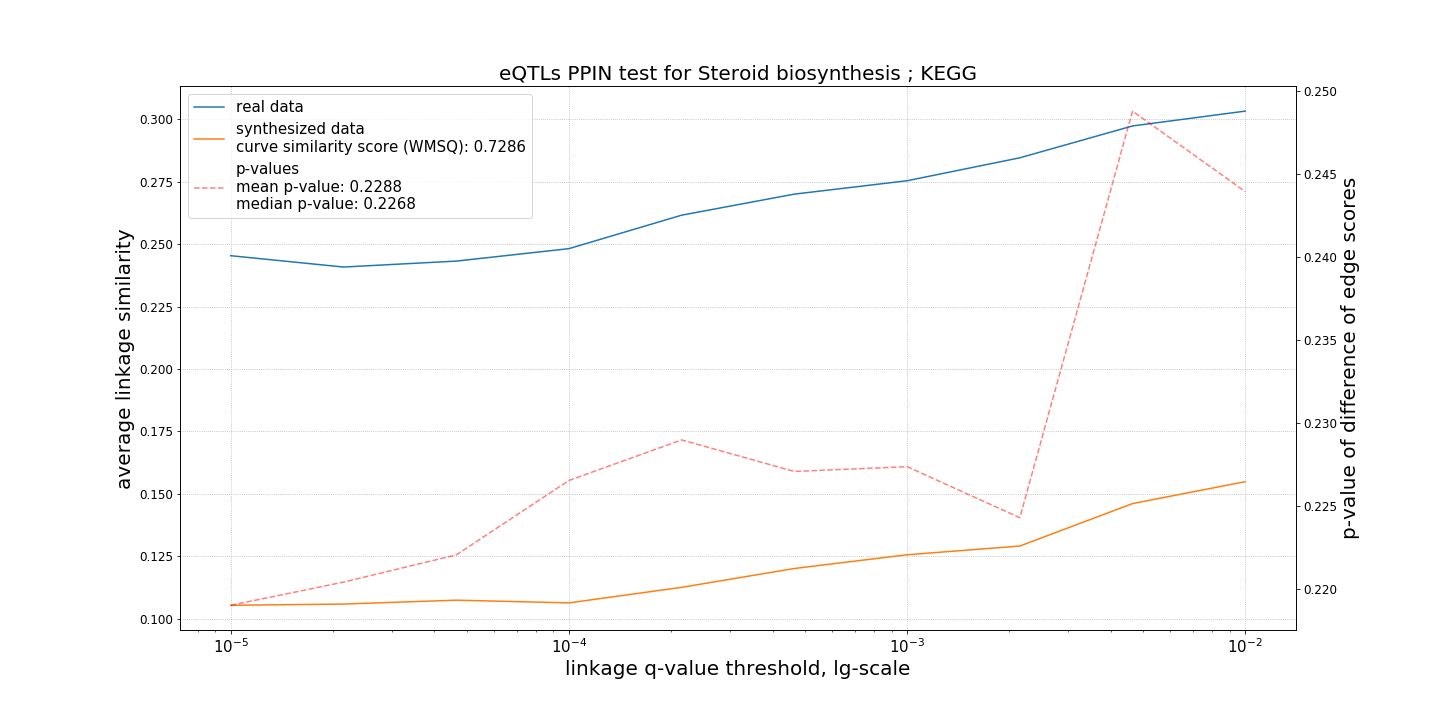 eQTLs PPIN test for Steroid biosynthesis ; KEGG
real data
synthesized data
curve similarity score (WMSQ): 0.7286
p-values
mean p-value: 0.2288
median p-value: 0.2268
average linkage similarity
0.300
0.275
0.250
0.225
0.200
0.175
0.150
0.125
0.100
0.250
0.245
0.240
0.235
0.230
0.225
0.220
p-value of difference of edge scores
10⁻⁵ 10⁻⁴ 10⁻³ 10⁻²
linkage q-value threshold, lg-scale